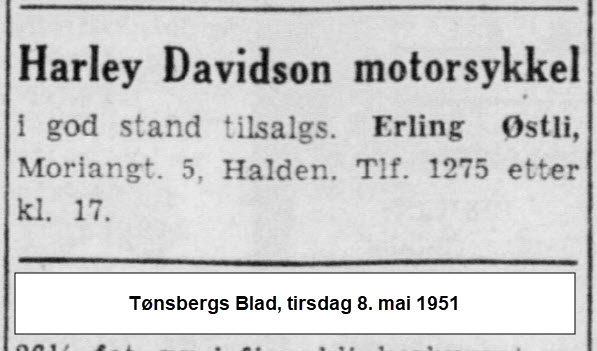 Harley Davidson motorsykkel
i god stand tilsalgs. Erling Østli,
Moriangt. 5, Halden. Tlf. 1275 etter
kl. 17.
Tønsbergs Blad, tirsdag 8. mai 1951